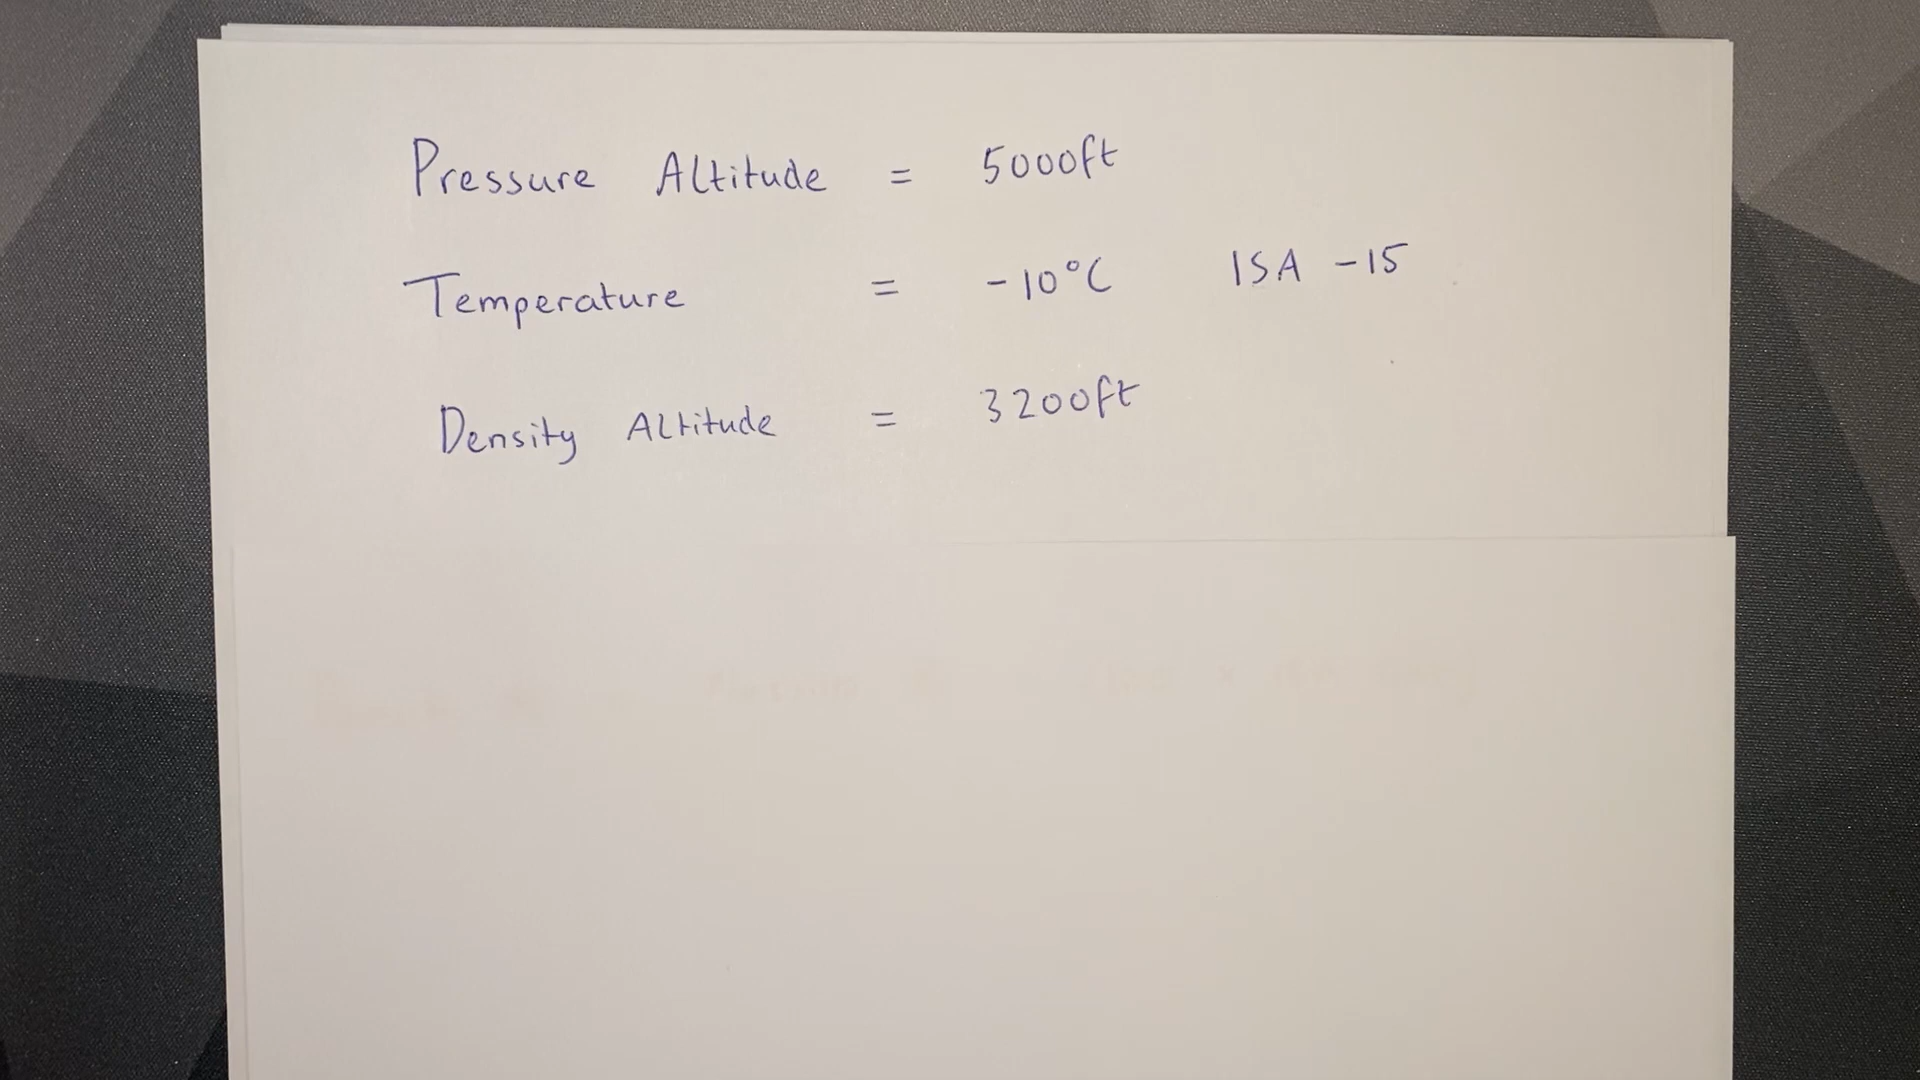 Pressure Altitude = 5000ft
Temperature = -10°C ISA -15
Density Altitude = 3200ft